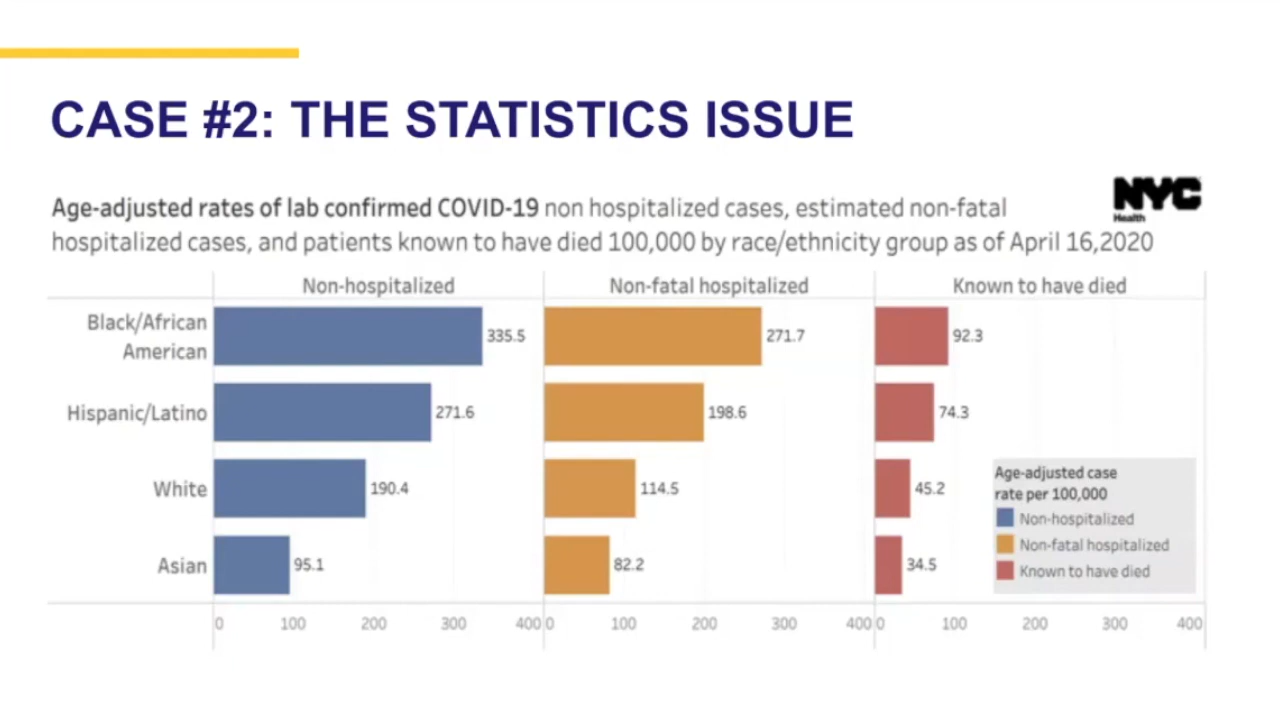 CASE #2: THE STATISTICS ISSUE
NYC
Health
Age-adjusted rates of lab confirmed COVID-19 non hospitalized cases, estimated non-fatal
hospitalized cases, and patients known to have died 100,000 by race/ethnicity group as of April 16,2020
Non-hospitalized Non-fatal hospitalized Known to have died
Black/African
American
335.5 271.7 92.3
Hispanic/Latino 271.6 198.6 74.3
White 190.4 114.5 45.2
Asian 95.1 82.2 34.5
Age-adjusted case
rate per 100,000
Non-hospitalized
Non-fatal hospitalized
Known to have died
0 100 200 300 400 0 100 200 300 400 0 100 200 300 400